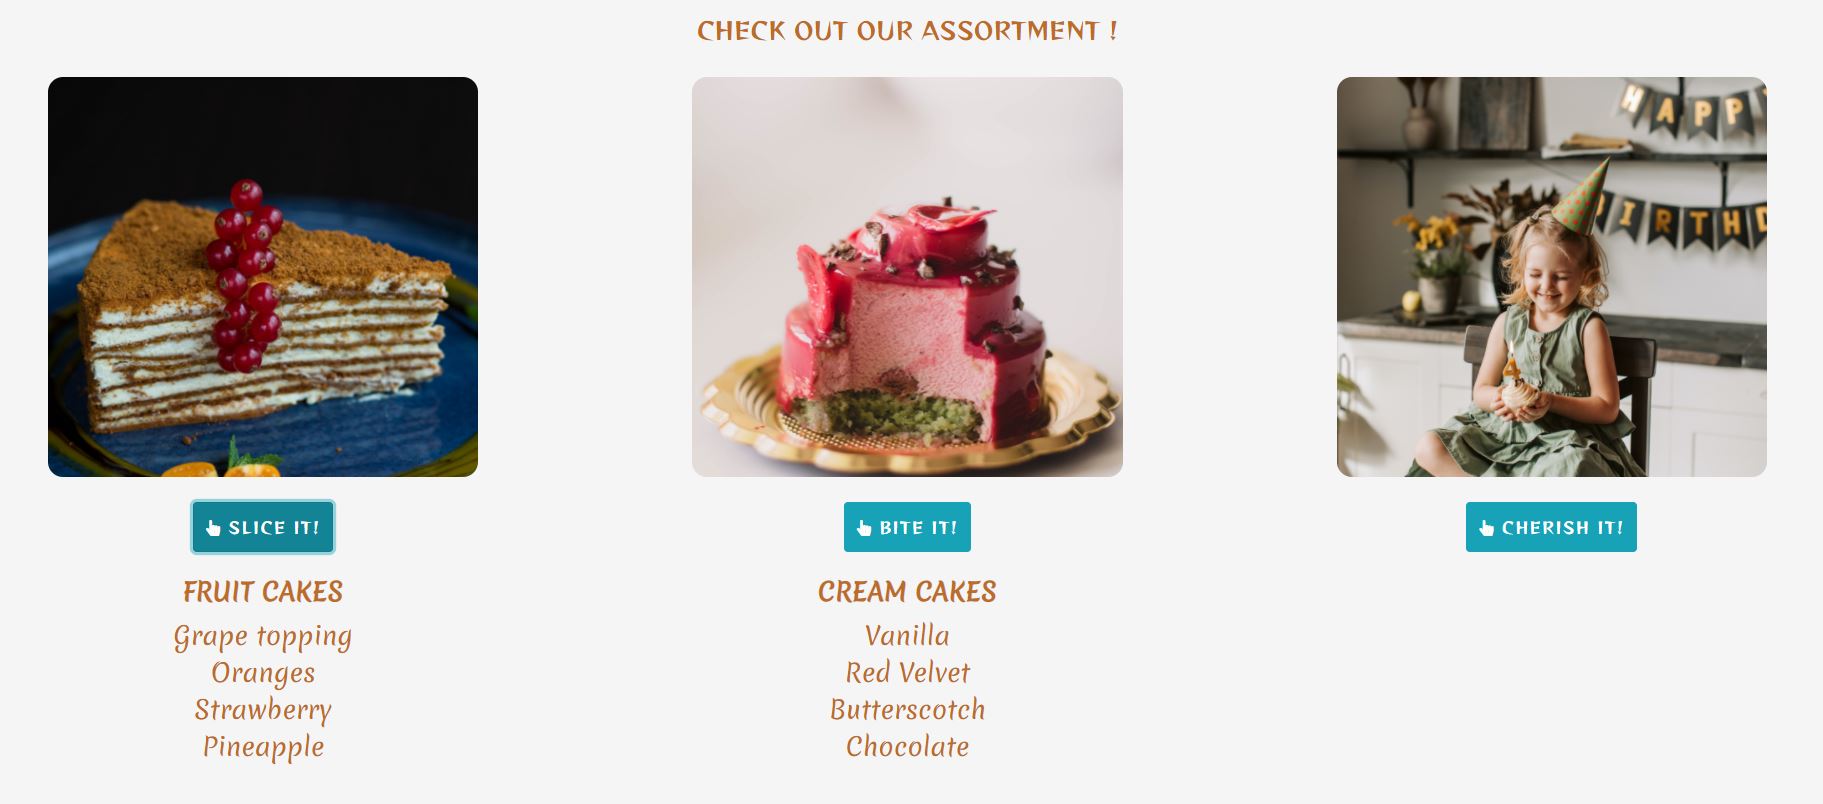 CHECK OUT OUR ASSORTMENT !
HAPP
BIRTHD
SLICE IT!
BITE IT!
CHERISH IT!
FRUIT CAKES
Grape topping
Oranges
Strawberry
Pineapple
CREAM CAKES
Vanilla
Red Velvet
Butterscotch
Chocolate